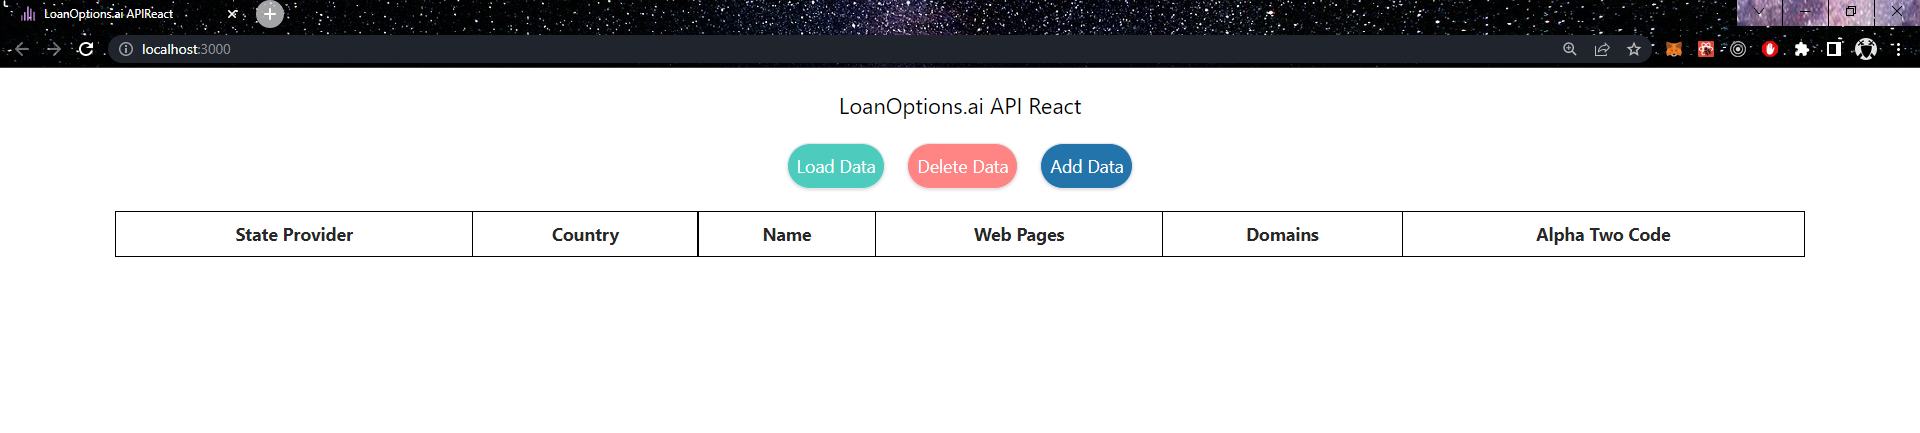 LoanOptions.ai APIReact
localhost:3000
LoanOptions.ai API React
Load Data Delete Data Add Data
State Provider Country Name Web Pages Domains Alpha Two Code